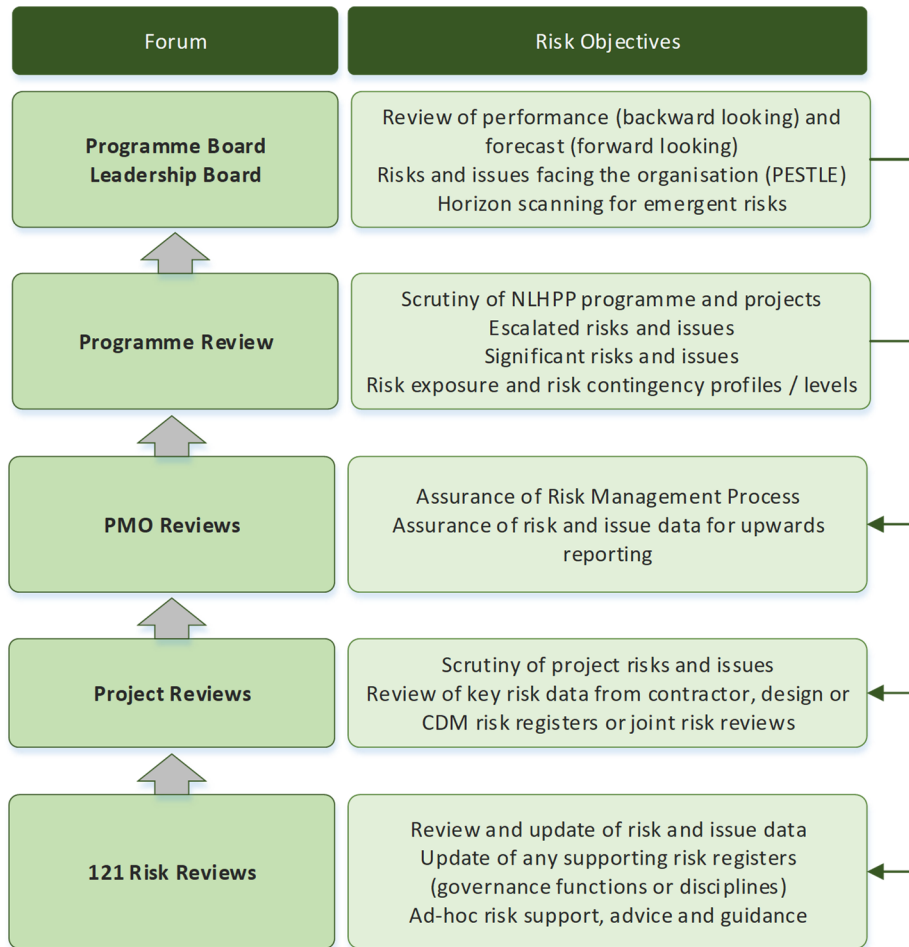 Forum
Risk Objectives
Programme Board
Leadership Board
Review of performance (backward looking) and
forecast (forward looking)
Risks and issues facing the organisation (PESTLE)
Horizon scanning for emergent risks
Programme Review
Scrutiny of NLHPP programme and projects
Escalated risks and issues
Significant risks and issues
Risk exposure and risk contingency profiles / levels
PMO Reviews
Assurance of Risk Management Process
Assurance of risk and issue data for upwards
reporting
Project Reviews
Scrutiny of project risks and issues
Review of key risk data from contractor, design or
CDM risk registers or joint risk reviews
121 Risk Reviews
Review and update of risk and issue data
Update of any supporting risk registers
(governance functions or disciplines)
Ad-hoc risk support, advice and guidance